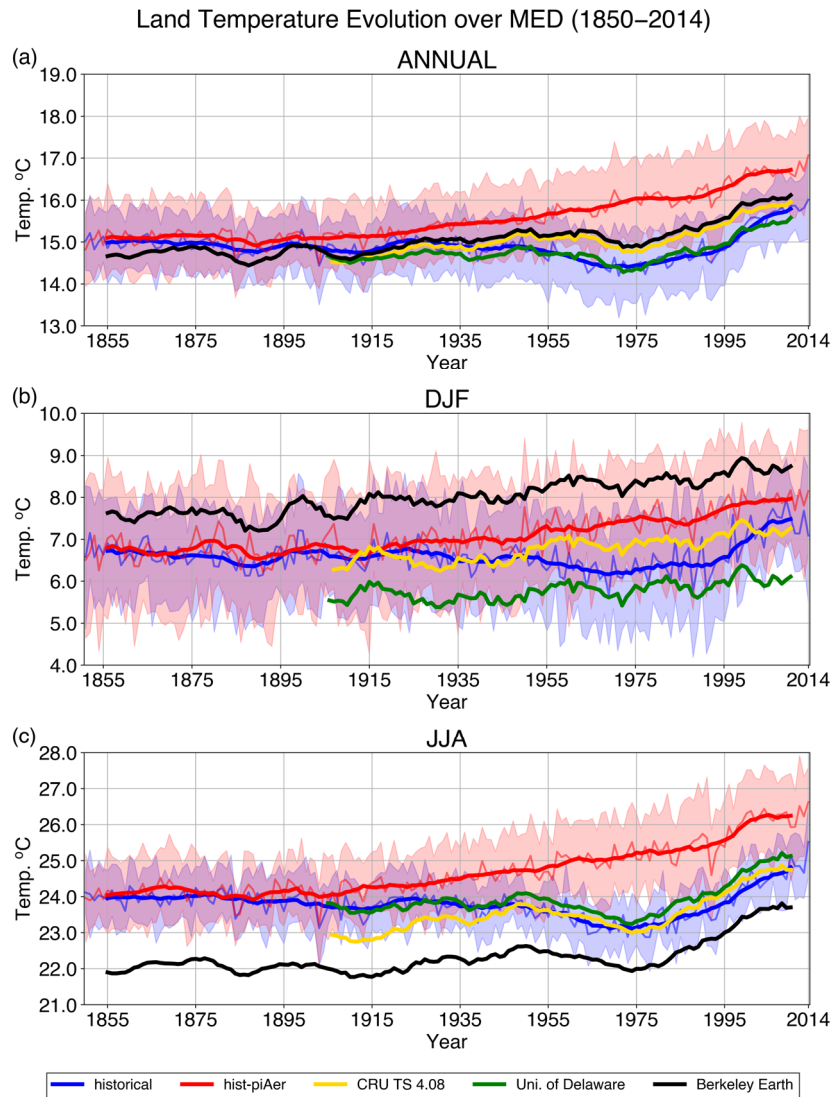 Land Temperature Evolution over MED (1850−2014)
(a)
ANNUAL
19.0
18.0
17.0
16.0
15.0
14.0
13.0
Temp. °C
1855 1875 1895 1915 1935 1955 1975 1995 2014
Year
(b)
DJF
10.0
9.0
8.0
7.0
6.0
5.0
4.0
Temp. °C
1855 1875 1895 1915 1935 1955 1975 1995 2014
Year
(c)
JJA
28.0
27.0
26.0
25.0
24.0
23.0
22.0
21.0
Temp. °C
1855 1875 1895 1915 1935 1955 1975 1995 2014
Year
historical hist-piAer CRU TS 4.08 Uni. of Delaware Berkeley Earth